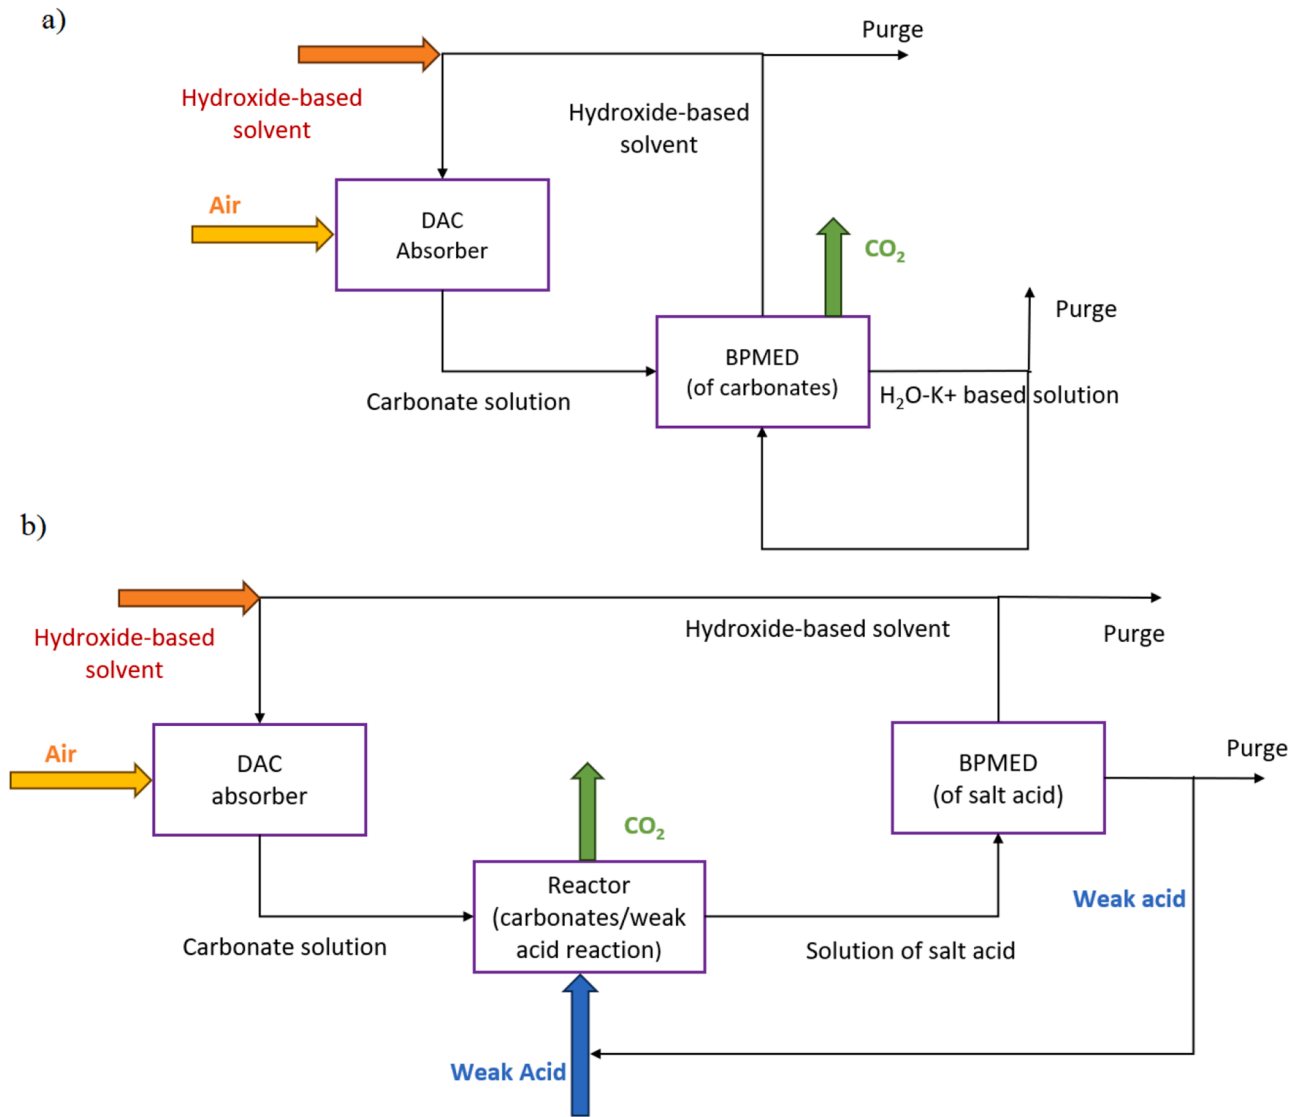 a)
Purge
Hydroxide-based
solvent
Hydroxide-based
solvent
Air
DAC
Absorber
CO₂
Purge
BPMED
(of carbonates)
H₂O-K+ based solution
Carbonate solution
b)
Hydroxide-based
solvent
Hydroxide-based solvent
Purge
Air
DAC
absorber
BPMED
(of salt acid)
Purge
CO₂
Reactor
(carbonates/weak
acid reaction)
Weak acid
Carbonate solution
Solution of salt acid
Weak Acid